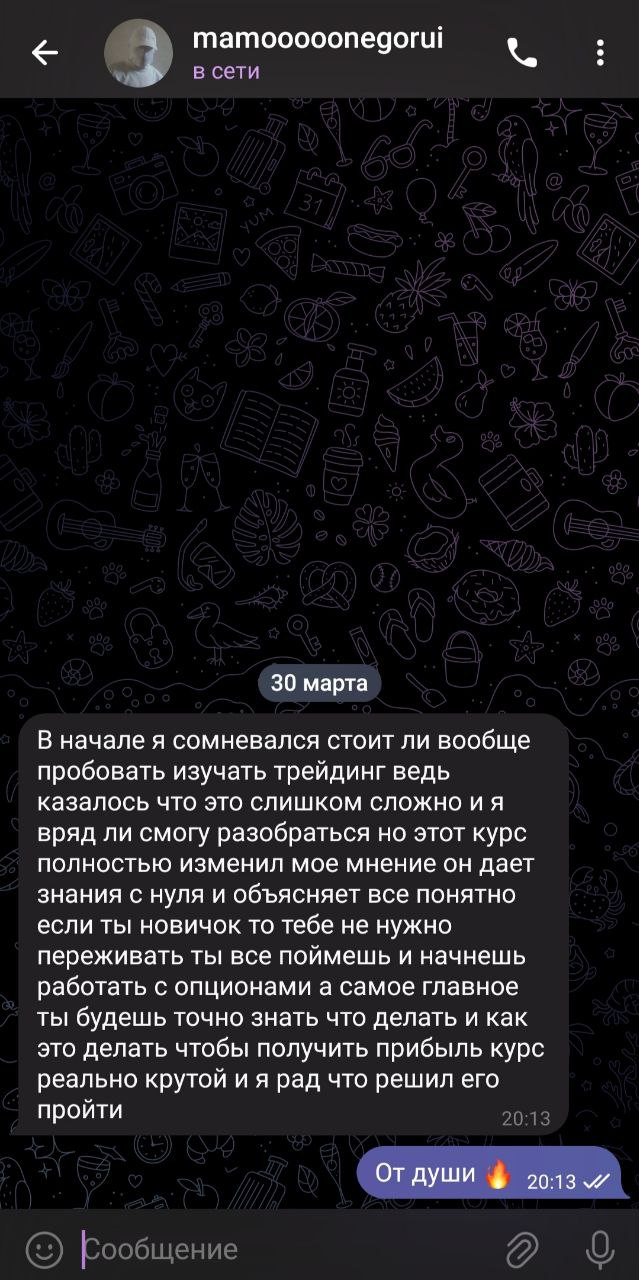 mamooooonegorui
в сети
31
YUM
30 марта
В начале я сомневался стоит ли вообще
пробовать изучать трейдинг ведь
казалось что это слишком сложно и я
вряд ли смогу разобраться но этот курс
полностью изменил мое мнение он дает
знания с нуля и объясняет все понятно
если ты новичок то тебе не нужно
переживать ты все поймешь и начнешь
работать с опционами а самое главное
ты будешь точно знать что делать и как
это делать чтобы получить прибыль курс
реально крутой и я рад что решил его
пройти
20:13
От души 🔥 20:13
Сообщение